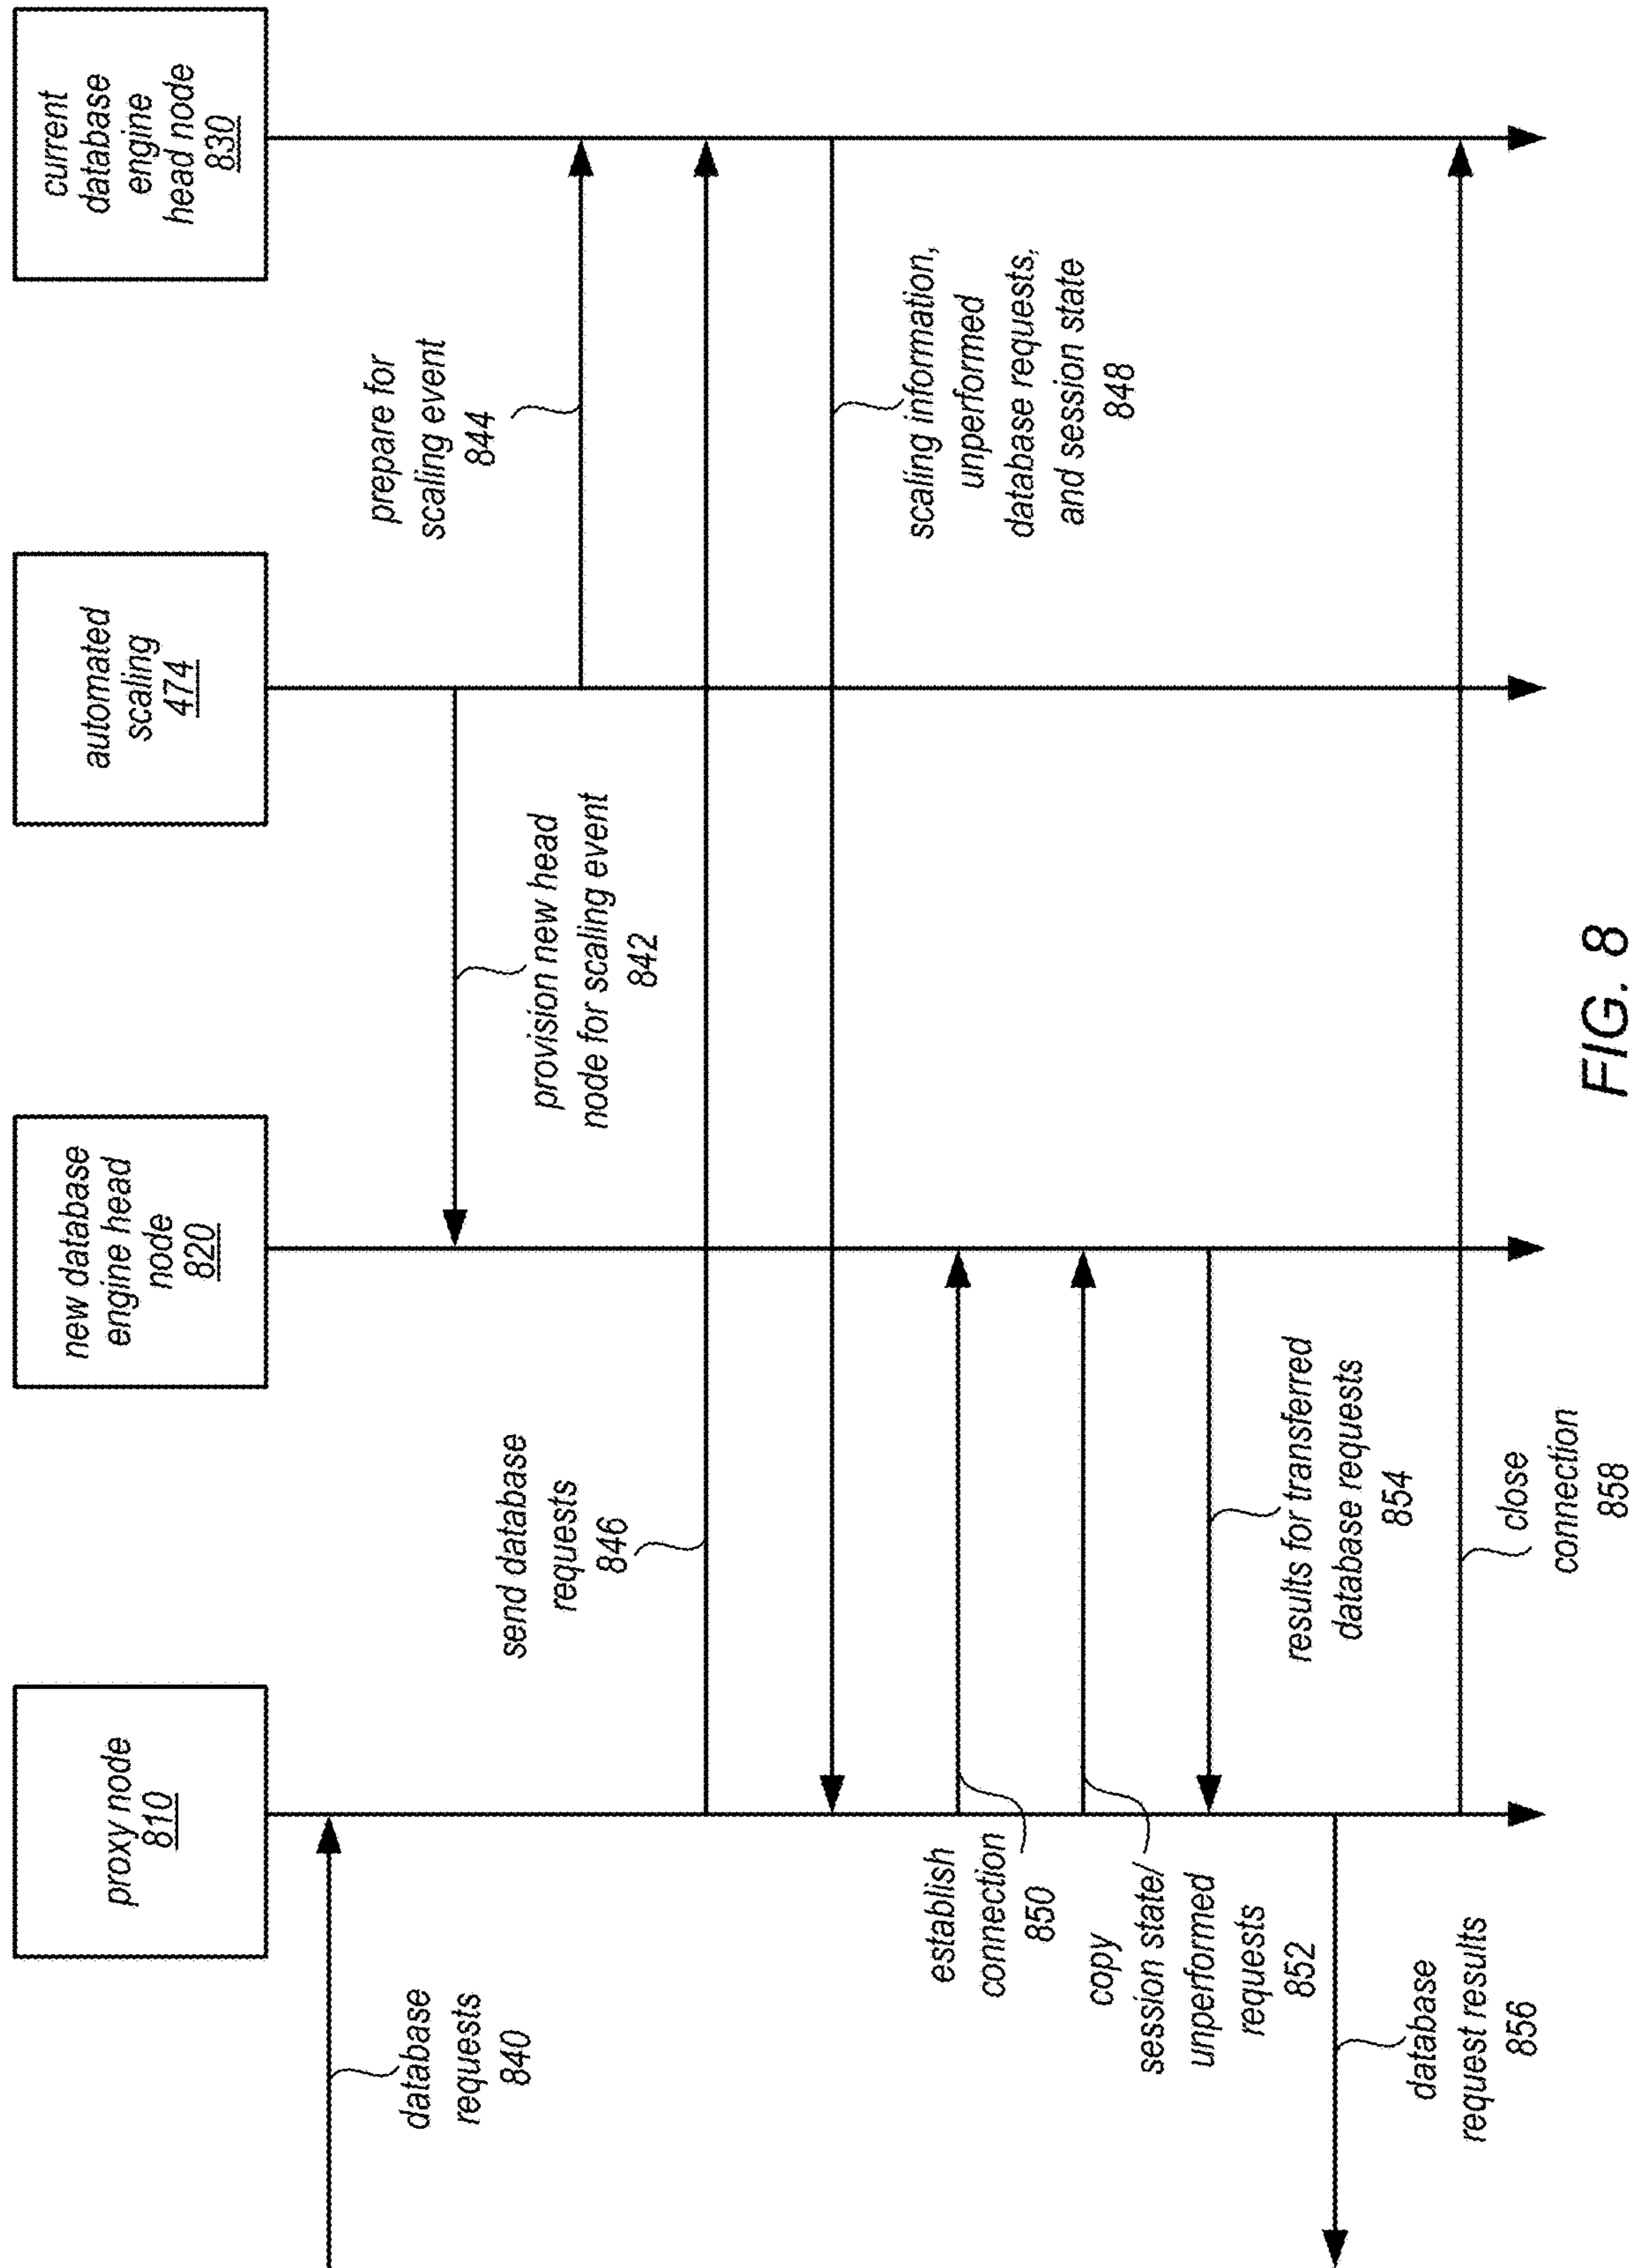 proxy node
810
new database
engine head
node
820
automated
scaling
474
current
database
engine
head node
830
database
requests
840
provision new head
node for scaling event
842
prepare for
scaling event
844
send database
requests
846
scaling information,
unperformed
database requests,
and session state
848
establish
connection
850
copy
session state/
unperformed
requests
852
results for transferred
database requests
854
database
request results
856
close
connection
858
FIG. 8